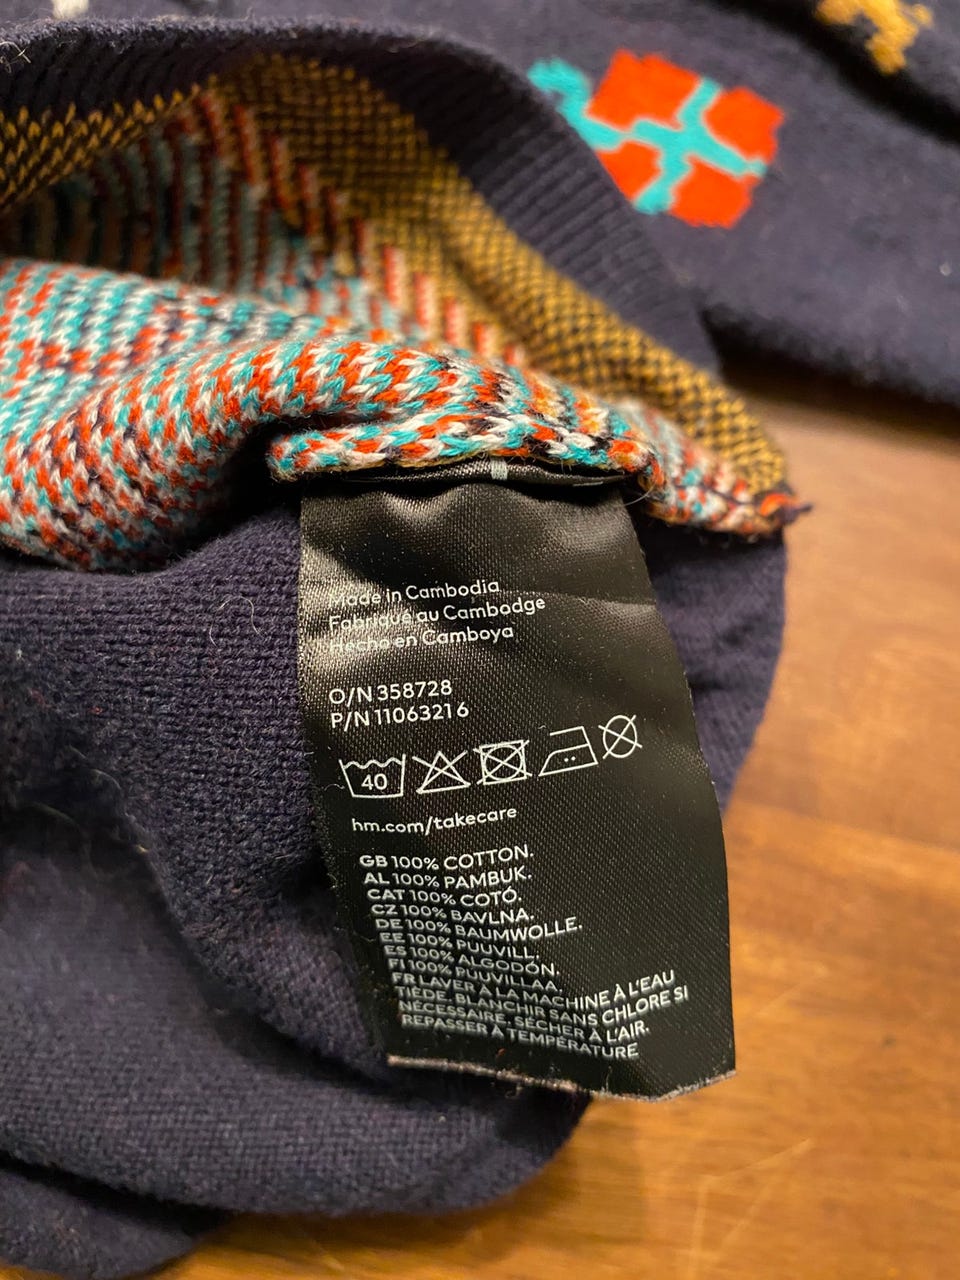 Made in Cambodia
Fabriqué au Cambodge
Hecho en Camboya
O/N 358728
P/N 11063216
40
hm.com/takecare
GB 100% COTTON.
AL 100% PAMBUK.
CAT 100% COTÓ.
CZ 100% BAVLNA.
DE 100% BAUMWOLLE.
EE 100% PUUVILL.
ES 100% ALGODÓN.
FI 100% PUUVILLAA.
FR LAVER À LA MACHINE À L'EAU
TIÈDE. BLANCHIR SANS CHLORE SI
NÉCESSAIRE. SÉCHER À L'AIR.
REPASSER À TEMPÉRATURE